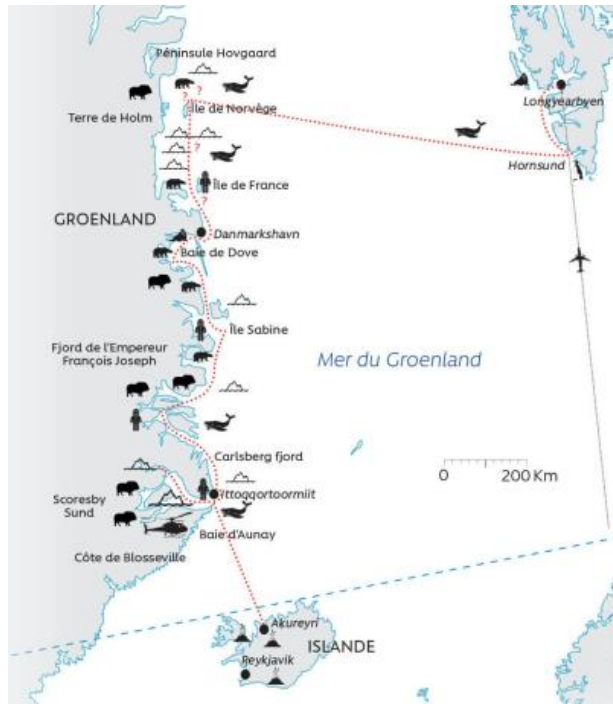 Péninsule Hovgaard
?
?
Île de Norvège
Terre de Holm
?
Île de France
?
GROENLAND
Danmarkshavn
Baie de Dove
Île Sabine
Fjord de l'Empereur
François Joseph
Carlsberg fjord
Ittoqqortoormiit
Scoresby
Sund
Baie d'Aunay
Côte de Blosseville
Akureyri
ISLANDE
Reykjavik
Mer du Groenland
Longyearbyen
Hornsund
0 200 Km